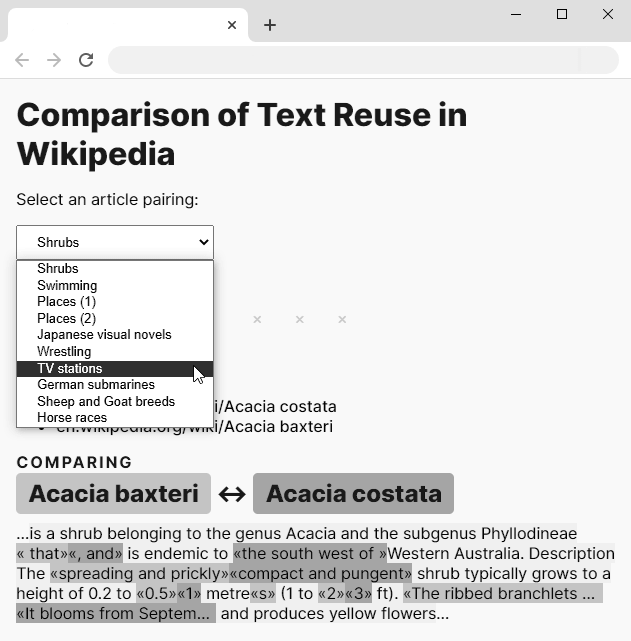 Comparison of Text Reuse in
Wikipedia
Select an article pairing:
Shrubs
Shrubs
Swimming
Places (1)
Places (2)
Japanese visual novels
Wrestling
TV stations
German submarines
Sheep and Goat breeds
Horse races
× × ×
i/Acacia costata
en.wikipedia.org/wiki/Acacia baxteri
COMPARING
Acacia baxteri ↔ Acacia costata
...is a shrub belonging to the genus Acacia and the subgenus Phyllodineae
« that»«, and» is endemic to «the south west of »Western Australia. Description
The «spreading and prickly»«compact and pungent» shrub typically grows to a
height of 0.2 to «0.5»«1» metre«s» (1 to «2»«3» ft). «The ribbed branchlets ...
«It blooms from Septem... and produces yellow flowers...